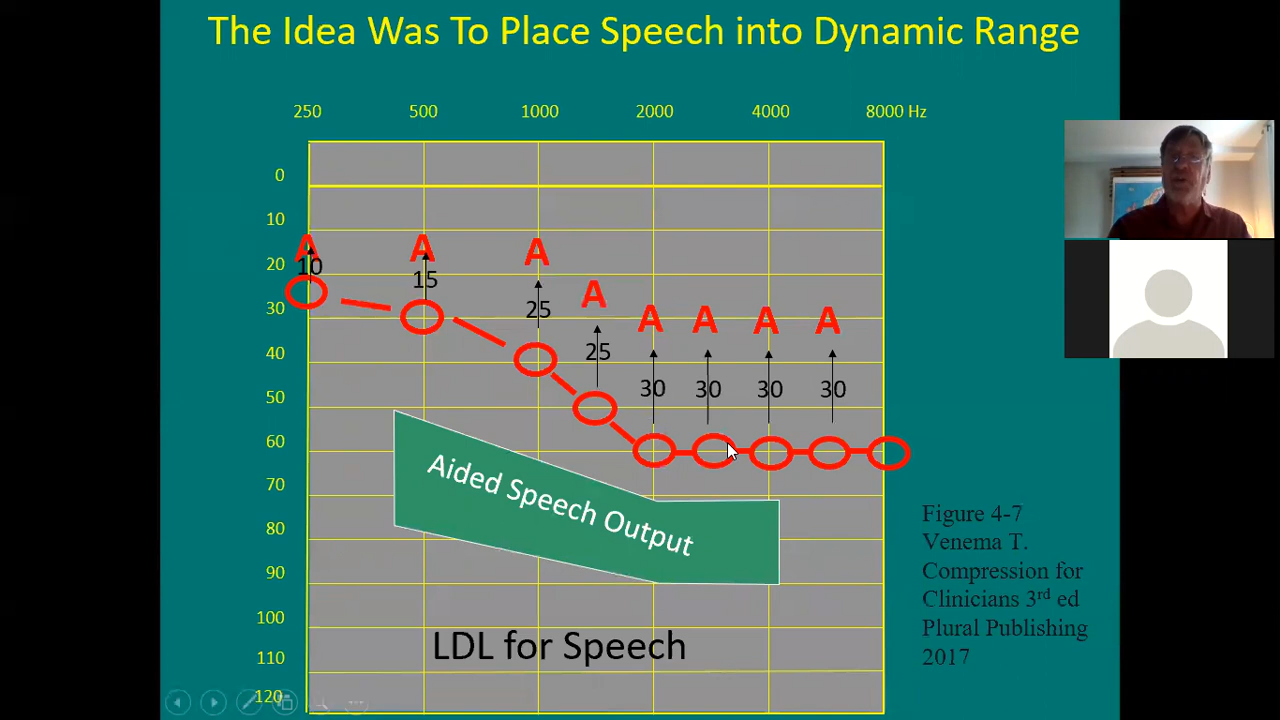 The Idea Was To Place Speech into Dynamic Range
250 500 1000 2000 4000 8000 Hz
0
10
20
30
40
50
60
70
80
90
100
110
120
A A A A A A A A
10 15 25 25 30 30 30 30
Aided Speech Output
LDL for Speech
Figure 4-7
Venema T.
Compression for
Clinicians 3rd ed
Plural Publishing
2017